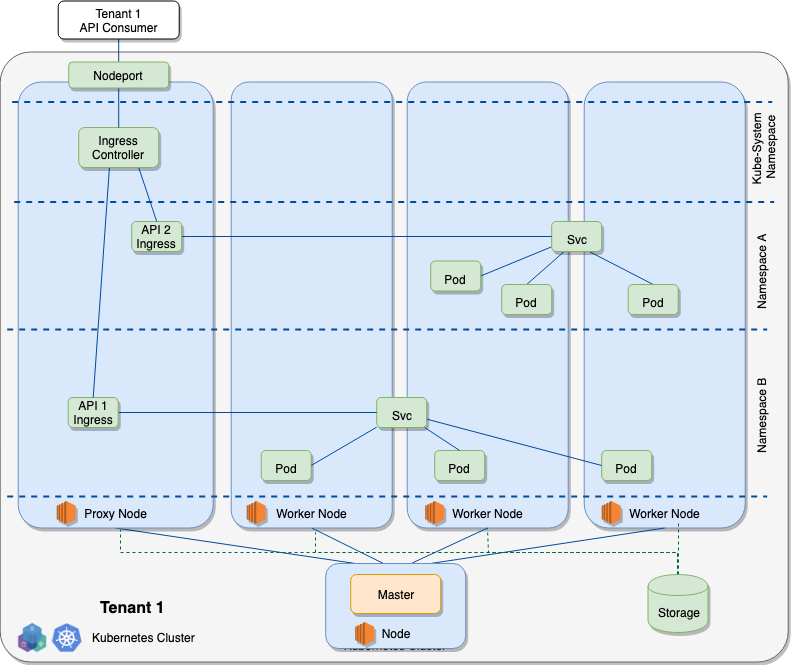 Tenant 1
API Consumer
Nodeport
Ingress
Controller
Kube-System
Namespace
API 2
Ingress
Svc
Namespace A
Pod
Pod
Pod
API 1
Ingress
Svc
Namespace B
Pod
Pod
Pod
Proxy Node
Worker Node
Worker Node
Worker Node
Master
Node
Storage
Tenant 1
Kubernetes Cluster
Kubernetes Cluster